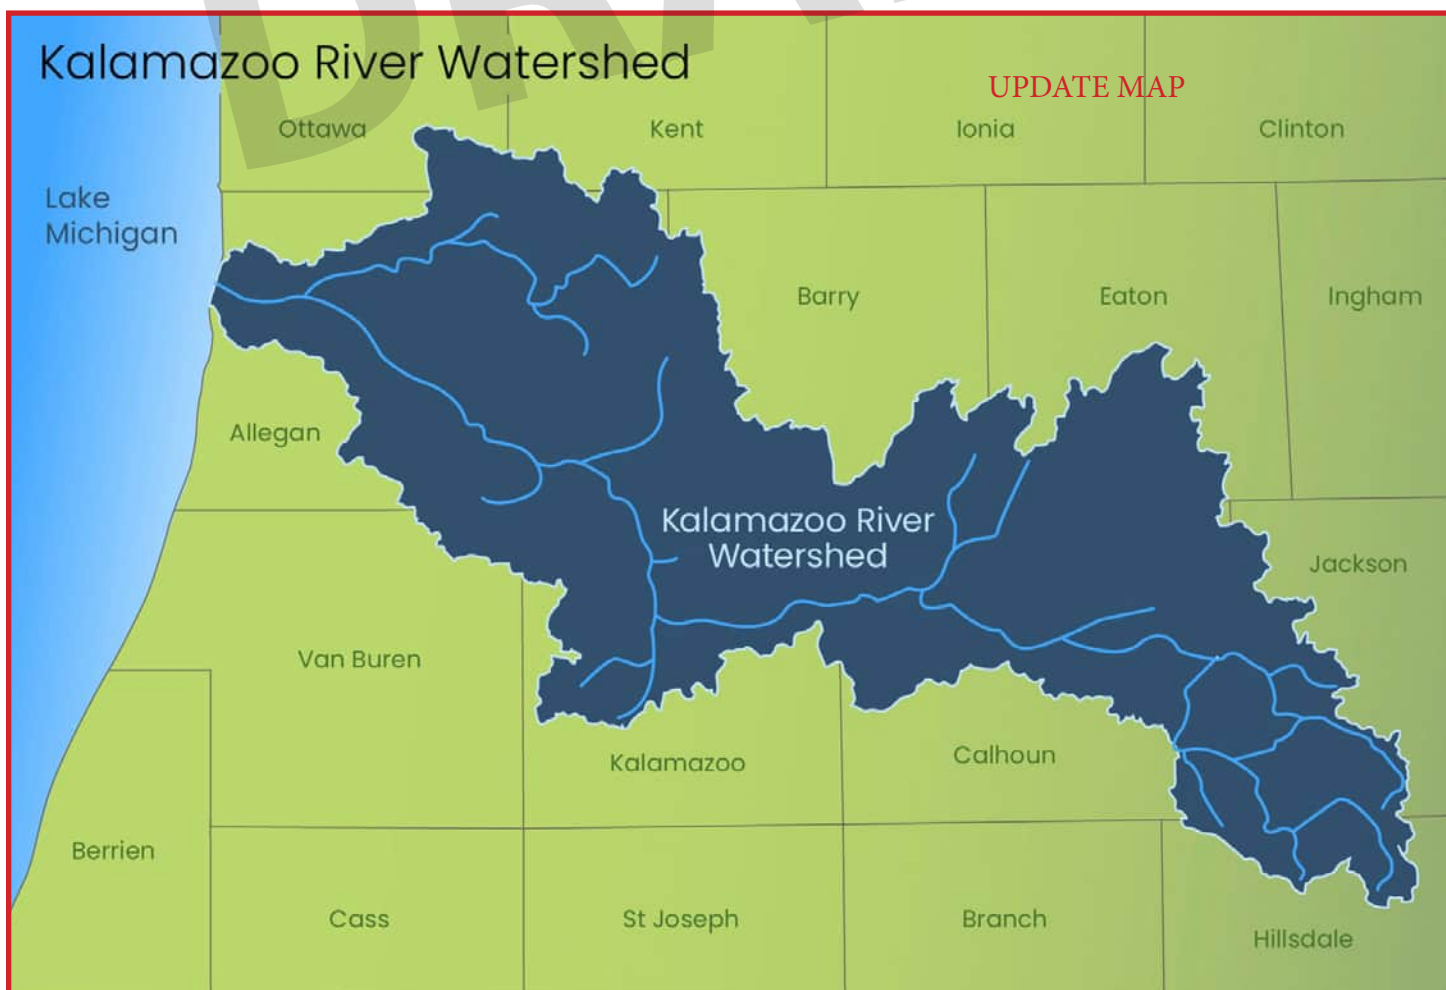 Kalamazoo River Watershed
UPDATE MAP
Ottawa
Kent
Ionia
Clinton
Lake
Michigan
Barry
Eaton
Ingham
Allegan
Kalamazoo River
Watershed
Jackson
Van Buren
Kalamazoo
Calhoun
Berrien
Cass
St Joseph
Branch
Hillsdale